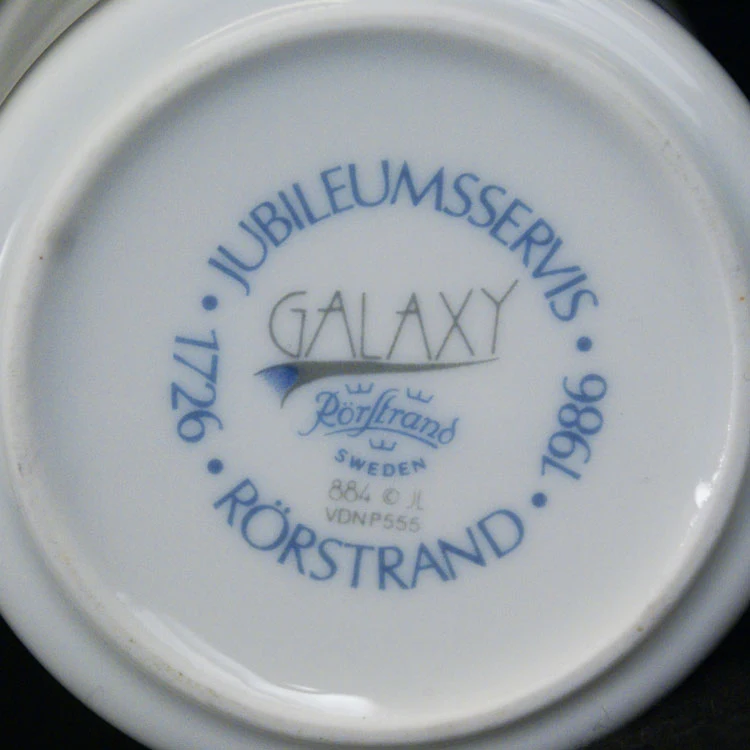 JUBILEUMSSERVIS
• 1986 •
RÖRSTRAND
• 1726 •
GALAXY
Rörstrand
SWEDEN
884 © JL
VDNP555